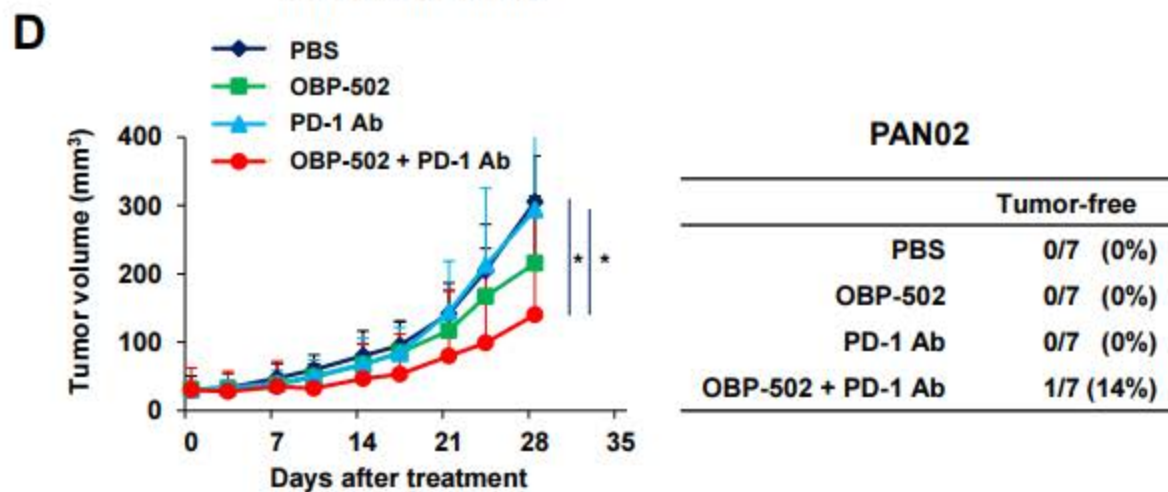 D
PBS
OBP-502
PD-1 Ab
OBP-502 + PD-1 Ab
Tumor volume (mm³)
400
300
200
100
0
* *
0 7 14 21 28 35
Days after treatment
PAN02
Tumor-free
PBS 0/7 (0%)
OBP-502 0/7 (0%)
PD-1 Ab 0/7 (0%)
OBP-502 + PD-1 Ab 1/7 (14%)